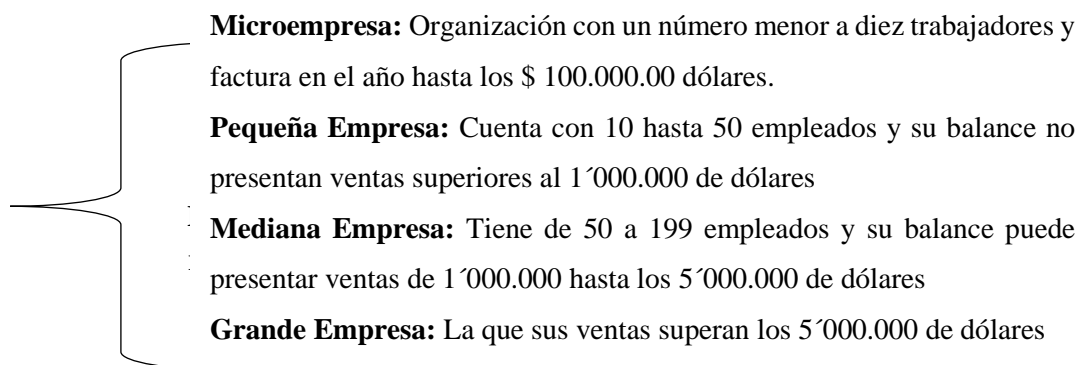 Microempresa: Organización con un número menor a diez trabajadores y
factura en el año hasta los $ 100.000.00 dólares.
Pequeña Empresa: Cuenta con 10 hasta 50 empleados y su balance no
presentan ventas superiores al 1´000.000 de dólares
Mediana Empresa: Tiene de 50 a 199 empleados y su balance puede
presentar ventas de 1´000.000 hasta los 5´000.000 de dólares
Grande Empresa: La que sus ventas superan los 5´000.000 de dólares